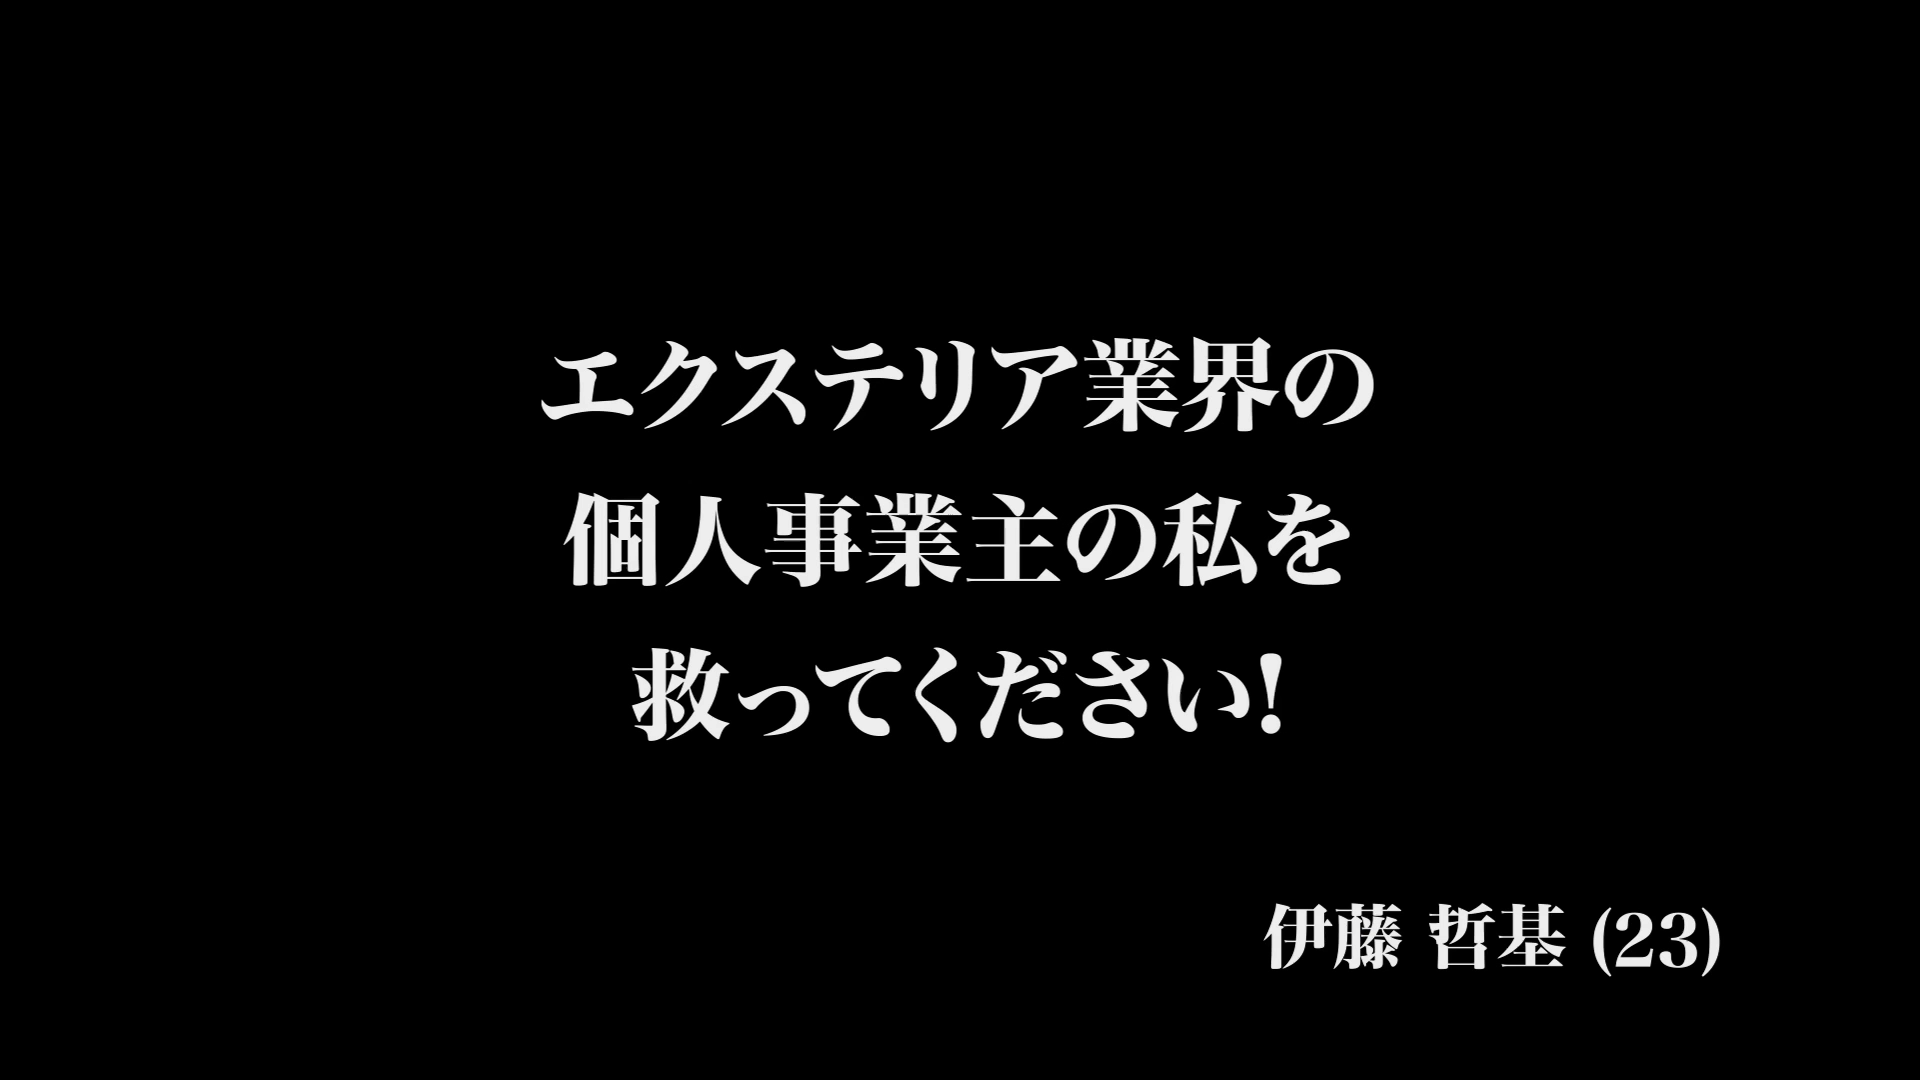 エクステリア業界の
個人事業主の私を
救ってください!
伊藤 哲基 (23)